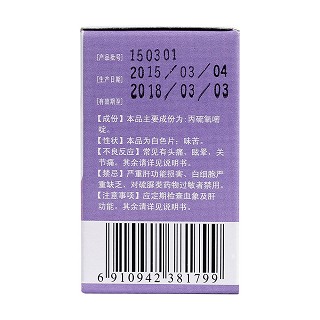 [产品批号] 150301
[生产日期] 2015/03/04
[有效期至] 2018/03/03
【成份】本品主要成份为:丙硫氧嘧
啶。
【性状】本品为白色片;味苦。
【不良反应】常见有头痛、眩晕、关
节痛。其余请详见说明书。
【禁忌】严重肝功能损害、白细胞严
重缺乏、对硫脲类药物过敏者禁用。
【注意事项】应定期检查血象及肝
功能。其余请详见说明书。
6 910942 381799